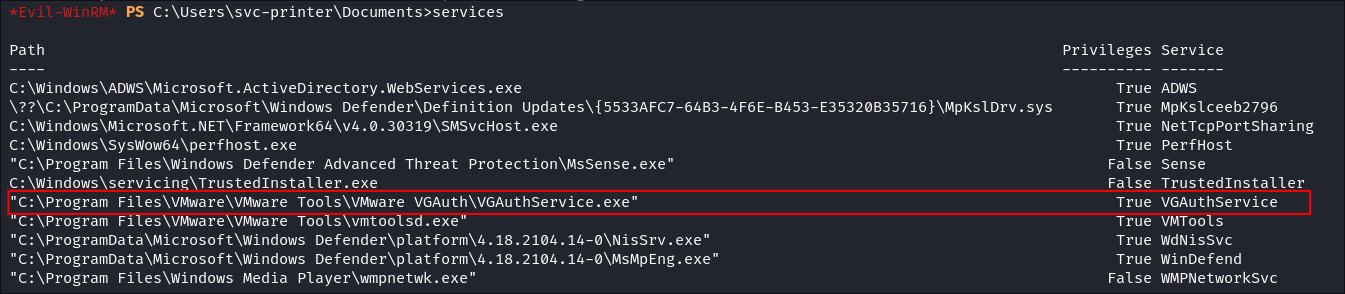 *Evil-WinRM* PS C:\Users\svc-printer\Documents>services
Path Privileges Service
---- ---------- -------
C:\Windows\ADWS\Microsoft.ActiveDirectory.WebServices.exe True ADWS
\??\C:\ProgramData\Microsoft\Windows Defender\Definition Updates\{5533AFC7-64B3-4F6E-B453-E35320B35716}\MpKslDrv.sys True MpKslceeb2796
C:\Windows\Microsoft.NET\Framework64\v4.0.30319\SMSvcHost.exe True NetTcpPortSharing
C:\Windows\SysWow64\perfhost.exe True PerfHost
"C:\Program Files\Windows Defender Advanced Threat Protection\MsSense.exe" False Sense
C:\Windows\servicing\TrustedInstaller.exe False TrustedInstaller
"C:\Program Files\VMware\VMware Tools\VMware VGAuth\VGAuthService.exe" True VGAuthService
"C:\Program Files\VMware\VMware Tools\vmtoolsd.exe" True VMTools
"C:\ProgramData\Microsoft\Windows Defender\platform\4.18.2104.14-0\NisSrv.exe" True WdNisSvc
"C:\ProgramData\Microsoft\Windows Defender\platform\4.18.2104.14-0\MsMpEng.exe" True WinDefend
"C:\Program Files\Windows Media Player\wmpnetwk.exe" False WMPNetworkSvc